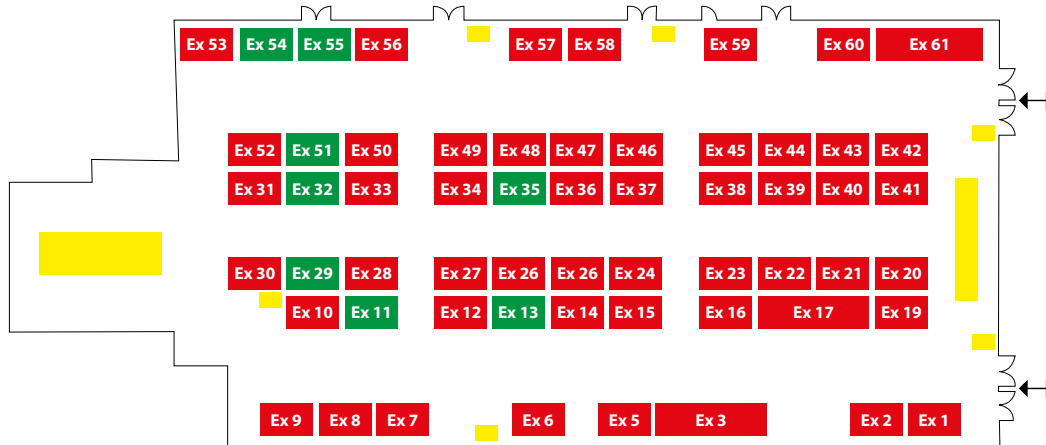 Ex 53 Ex 54 Ex 55 Ex 56 Ex 57 Ex 58 Ex 59 Ex 60 Ex 61
Ex 52 Ex 51 Ex 50 Ex 49 Ex 48 Ex 47 Ex 46 Ex 45 Ex 44 Ex 43 Ex 42
Ex 31 Ex 32 Ex 33 Ex 34 Ex 35 Ex 36 Ex 37 Ex 38 Ex 39 Ex 40 Ex 41
Ex 30 Ex 29 Ex 28 Ex 27 Ex 26 Ex 26 Ex 24 Ex 23 Ex 22 Ex 21 Ex 20
Ex 10 Ex 11 Ex 12 Ex 13 Ex 14 Ex 15 Ex 16 Ex 17 Ex 19
Ex 9 Ex 8 Ex 7 Ex 6 Ex 5 Ex 3 Ex 2 Ex 1